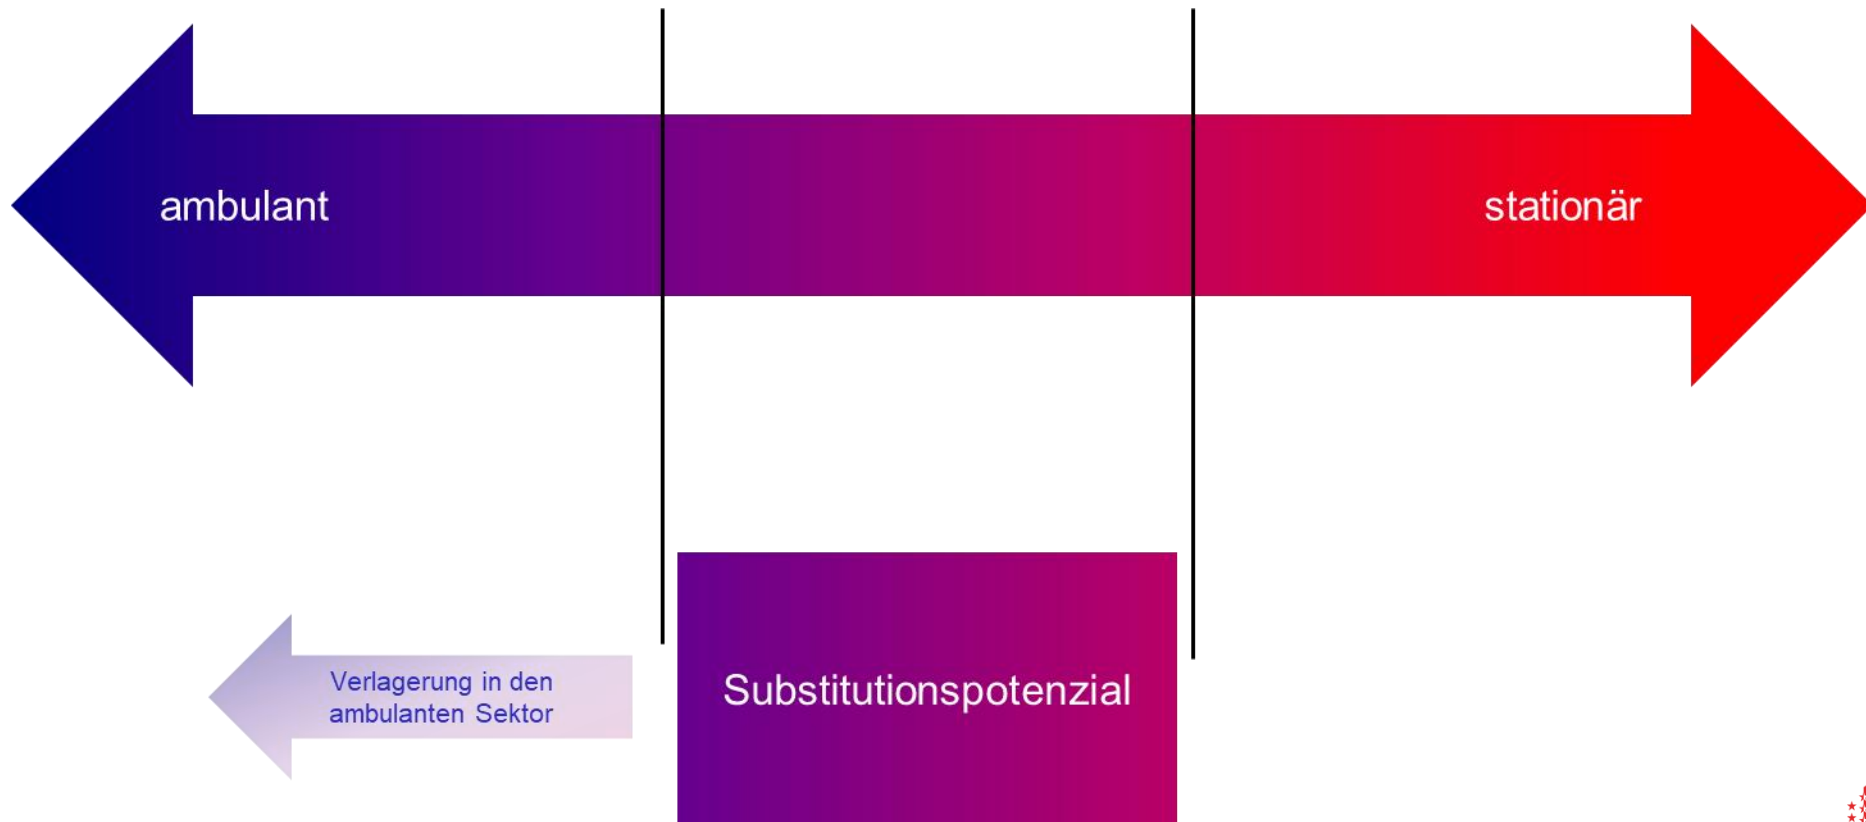 ambulant
stationär
Verlagerung in den
ambulanten Sektor
Substitutionspotenzial